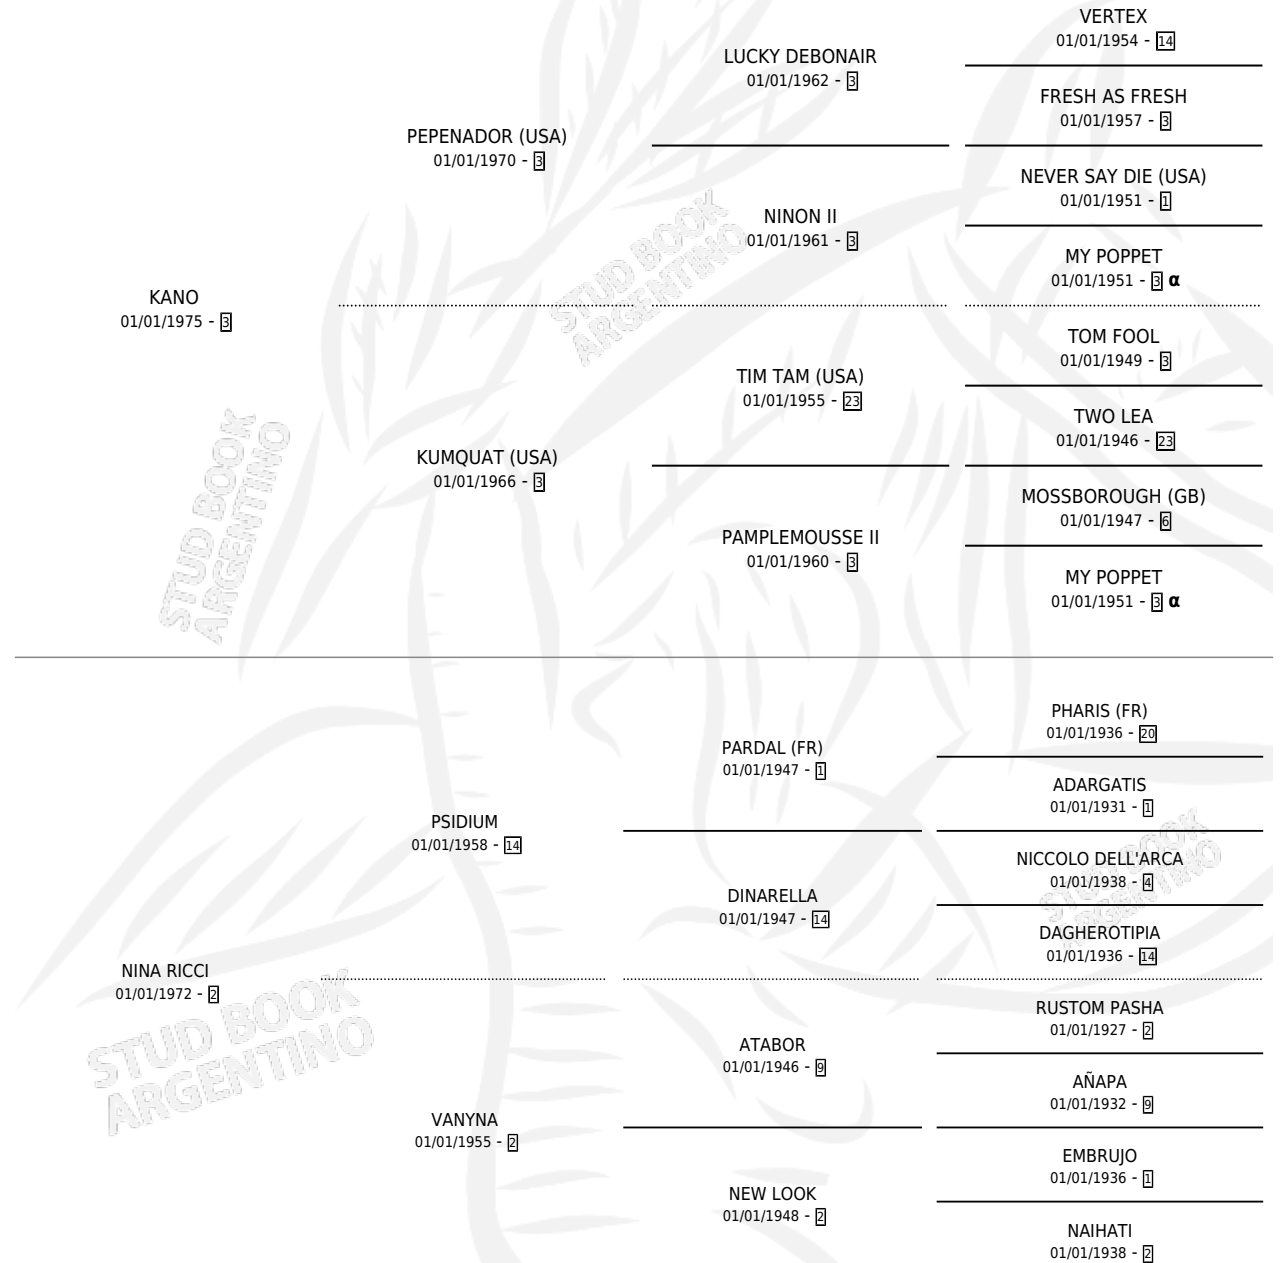 VERTEX
01/01/1954 - 14
LUCKY DEBONAIR
01/01/1962 - 3
FRESH AS FRESH
01/01/1957 - 3
PEPENADOR (USA)
01/01/1970 - 3
NEVER SAY DIE (USA)
01/01/1951 - 1
NINON II
01/01/1961 - 3
MY POPPET
01/01/1951 - 3 α
KANO
01/01/1975 - 3
TOM FOOL
01/01/1949 - 3
TIM TAM (USA)
01/01/1955 - 23
TWO LEA
01/01/1946 - 23
KUMQUAT (USA)
01/01/1966 - 3
MOSSBOROUGH (GB)
01/01/1947 - 6
PAMPLEMOUSSE II
01/01/1960 - 3
MY POPPET
01/01/1951 - 3 α
PHARIS (FR)
01/01/1936 - 20
PARDAL (FR)
01/01/1947 - 1
ADARGATIS
01/01/1931 - 1
PSIDIUM
01/01/1958 - 14
NICCOLO DELL'ARCA
01/01/1938 - 4
DINARELLA
01/01/1947 - 14
DAGHEROTIPIA
01/01/1936 - 14
NINA RICCI
01/01/1972 - 2
RUSTOM PASHA
01/01/1927 - 2
ATABOR
01/01/1946 - 9
AÑAPA
01/01/1932 - 9
VANYNA
01/01/1955 - 2
EMBRUJO
01/01/1936 - 1
NEW LOOK
01/01/1948 - 2
NAIHATI
01/01/1938 - 2
STUD BOOK
ARGENTINO
STUD BOOK
ARGENTINO
STUD BOOK
ARGENTINO
STUD BOOK
ARGENTINO